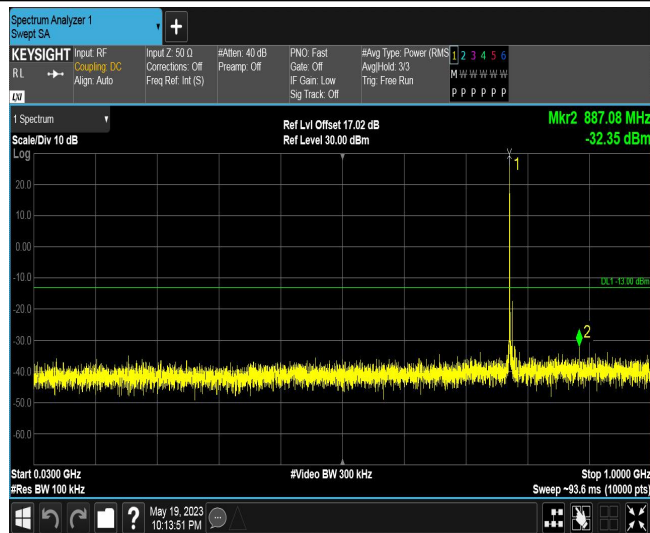 Spectrum Analyzer 1
Swept SA
+
KEYSIGHT
RL
LXI
Input: RF
Coupling: DC
Align: Auto
Input Z: 50 Ω
Corrections: Off
Freq Ref: Int (S)
#Atten: 40 dB
Preamp: Off
PNO: Fast
Gate: Off
IF Gain: Low
Sig Track: Off
#Avg Type: Power (RMS
Avg|Hold: 3/3
Trig: Free Run
1 2 3 4 5 6
M W W W W W
P P P P P P
1 Spectrum
Scale/Div 10 dB
Log
Ref Lvl Offset 17.02 dB
Ref Level 30.00 dBm
Mkr2 887.08 MHz
-32.35 dBm
1
20.0
10.0
0.00
-10.0
DL1 -13.00 dBm
-20.0
2
-30.0
-40.0
-50.0
-60.0
Start 0.0300 GHz
#Res BW 100 kHz
#Video BW 300 kHz
Stop 1.0000 GHz
Sweep ~93.6 ms (10000 pts)
?
May 19, 2023
10:13:51 PM